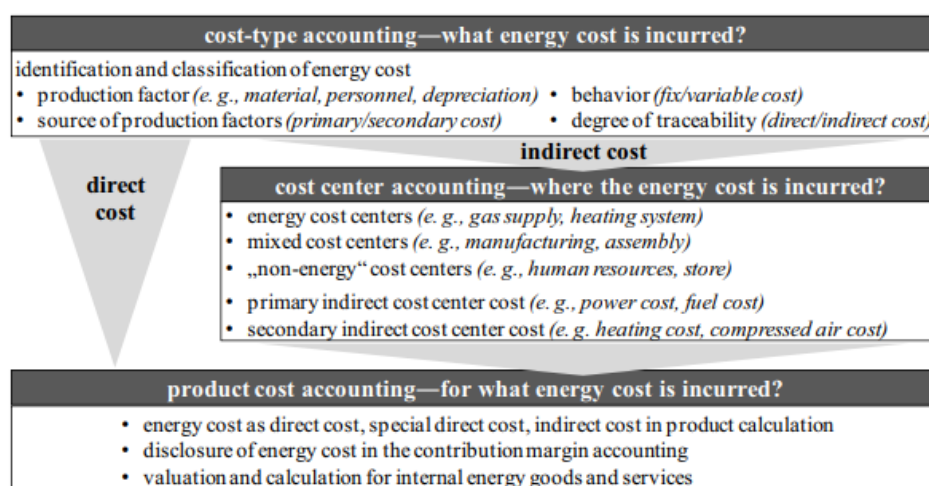 cost-type accounting—what energy cost is incurred?
identification and classification of energy cost
• production factor (e. g., material, personnel, depreciation) • behavior (fix/variable cost)
• source of production factors (primary/secondary cost) • degree of traceability (direct/indirect cost)
indirect cost
direct
cost
cost center accounting—where the energy cost is incurred?
• energy cost centers (e. g., gas supply, heating system)
• mixed cost centers (e. g., manufacturing, assembly)
• „non-energy“ cost centers (e. g., human resources, store)
• primary indirect cost center cost (e. g., power cost, fuel cost)
• secondary indirect cost center cost (e. g. heating cost, compressed air cost)
product cost accounting—for what energy cost is incurred?
• energy cost as direct cost, special direct cost, indirect cost in product calculation
• disclosure of energy cost in the contribution margin accounting
• valuation and calculation for internal energy goods and services